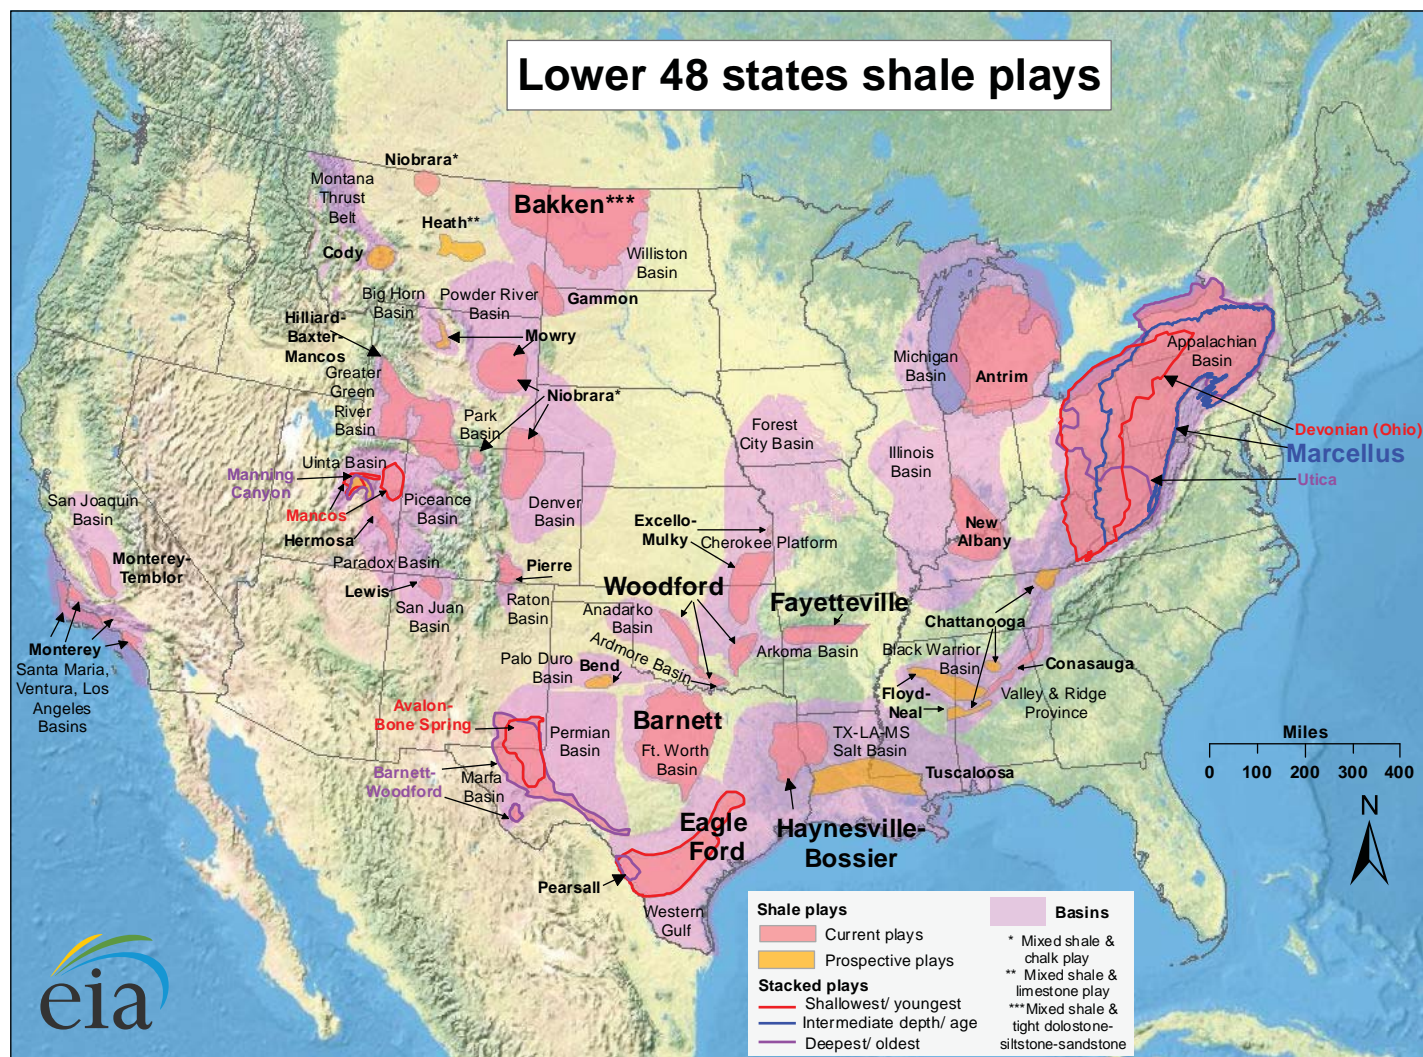 Lower 48 states shale plays
Niobrara*
Montana
Thrust
Belt
Bakken***
Heath**
Cody
Williston
Basin
Big Horn
Basin
Powder River
Basin
Gammon
Hilliard-
Baxter-
Mancos
Mowry
Greater
Green
River
Basin
Niobrara*
Park
Basin
Michigan
Basin
Antrim
Appalachian
Basin
Devonian (Ohio)
Marcellus
Utica
Forest
City Basin
Illinois
Basin
Uinta Basin
Manning
Canyon
Mancos
Piceance
Basin
Denver
Basin
San Joaquin
Basin
Hermosa
Paradox Basin
Excello-
Mulky
Cherokee Platform
New
Albany
Monterey-
Temblor
Lewis
San Juan
Basin
Pierre
Raton
Basin
Woodford
Anadarko
Basin
Fayetteville
Ardmore Basin
Arkoma Basin
Chattanooga
Black Warrior
Basin
Conasauga
Monterey
Santa Maria,
Ventura, Los
Angeles
Basins
Palo Duro
Basin
Bend
Floyd-
Neal
Valley & Ridge
Province
Avalon-
Bone Spring
Permian
Basin
Barnett
Ft. Worth
Basin
TX-LA-MS
Salt Basin
Tuscaloosa
Barnett-
Woodford
Marfa
Basin
Eagle
Ford
Haynesville-
Bossier
Pearsall
Western
Gulf
Miles
0 100 200 300 400
N
Shale plays
Current plays
Prospective plays
Stacked plays
Shallowest/ youngest
Intermediate depth/ age
Deepest/ oldest
Basins
* Mixed shale &
chalk play
** Mixed shale &
limestone play
***Mixed shale &
tight dolostone-
siltstone-sandstone
eia